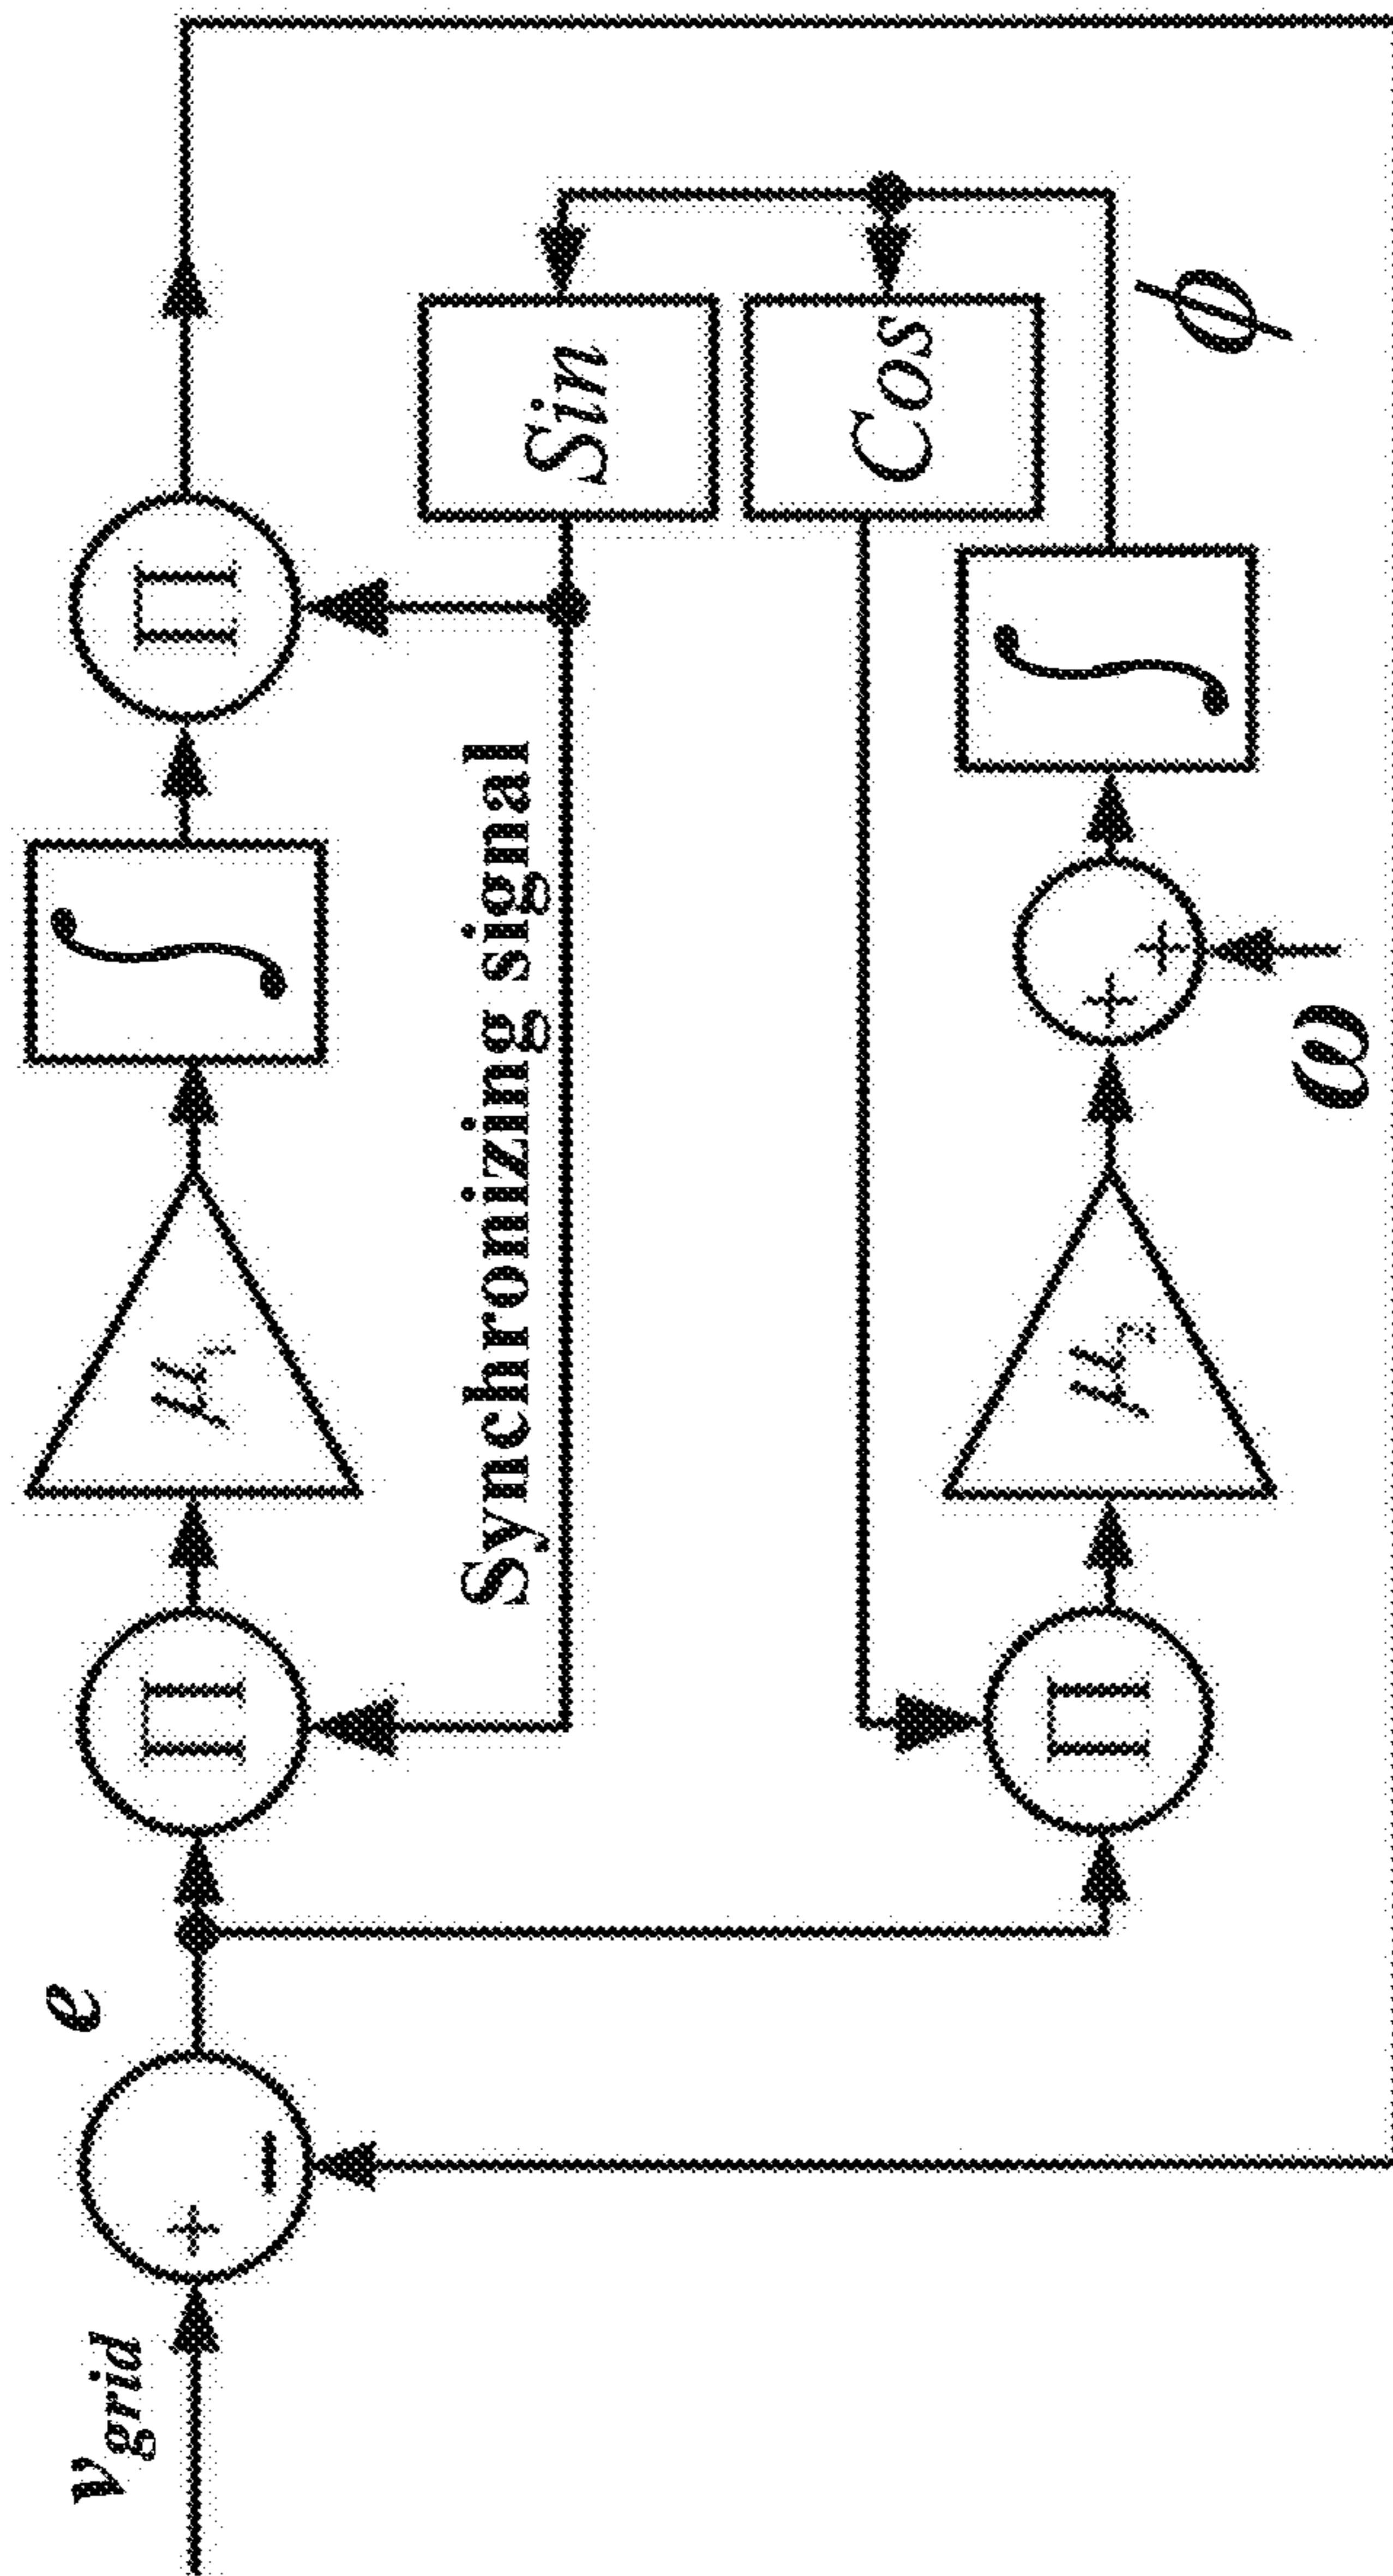 v_grid
+
−
e
∏
μ₁
∫
∏
Synchronizing signal
Sin
Cos
∏
μ₂
+
+
ω
∫
ϕ